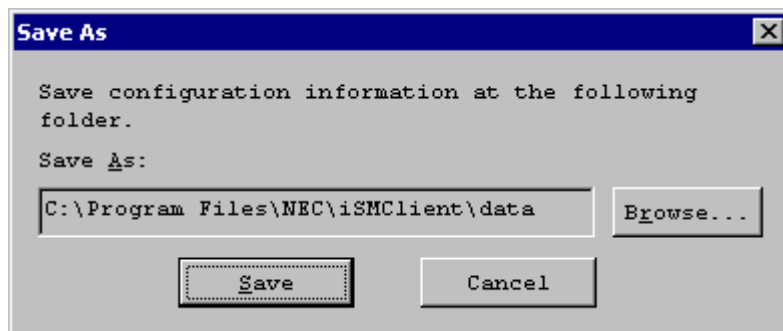 Save As
Save configuration information at the following
folder.
Save As:
C:\Program Files\NEC\iSMClient\data
Browse...
Save
Cancel